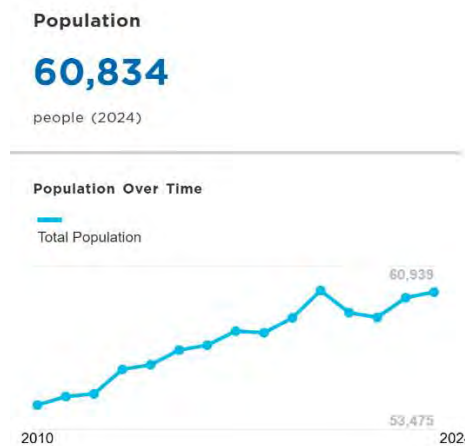 Population
60,834
people (2024)
Population Over Time
Total Population
60,939
53,475
2010